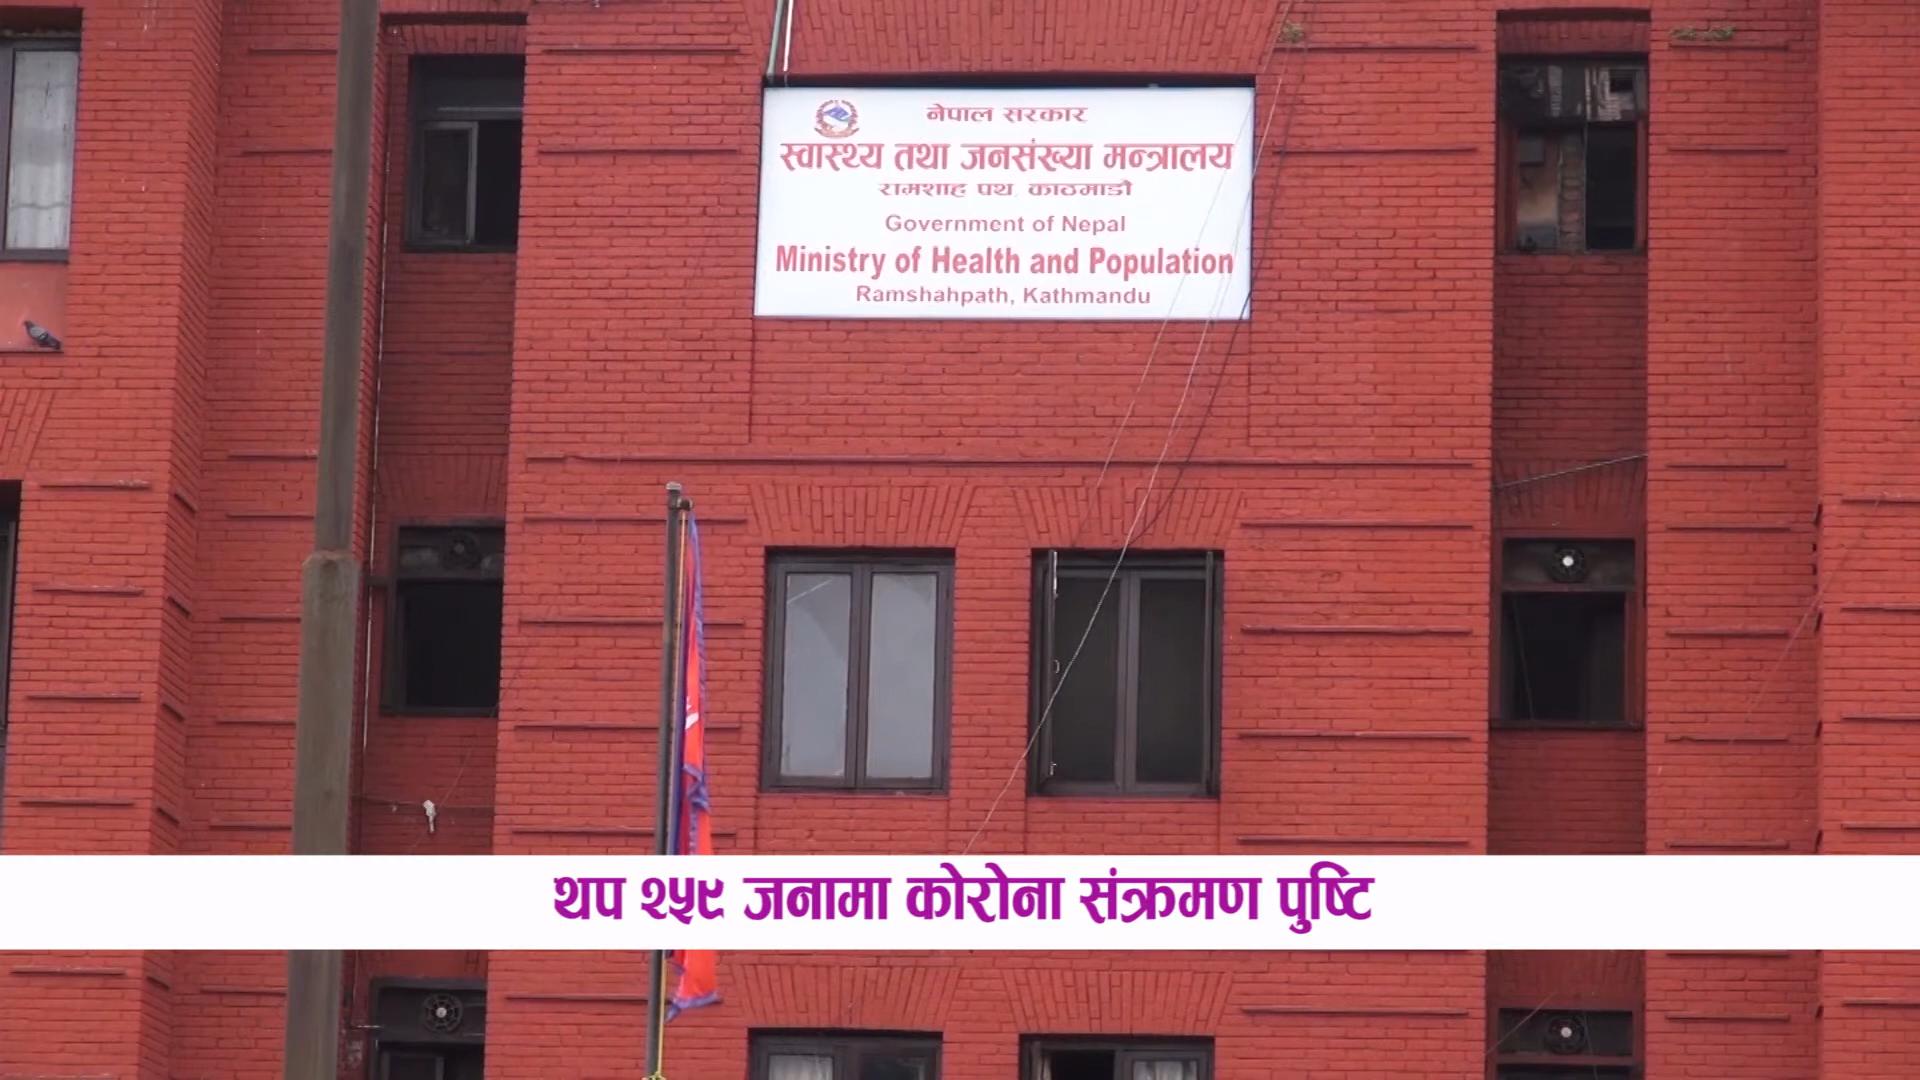 नेपाल सरकार
स्वास्थ्य तथा जनसंख्या मन्त्रालय
रामशाह पथ, काठमाडौं
Government of Nepal
Ministry of Health and Population
Ramshahpath, Kathmandu
थप २५९ जनामा कोरोना संक्रमण पुष्टि